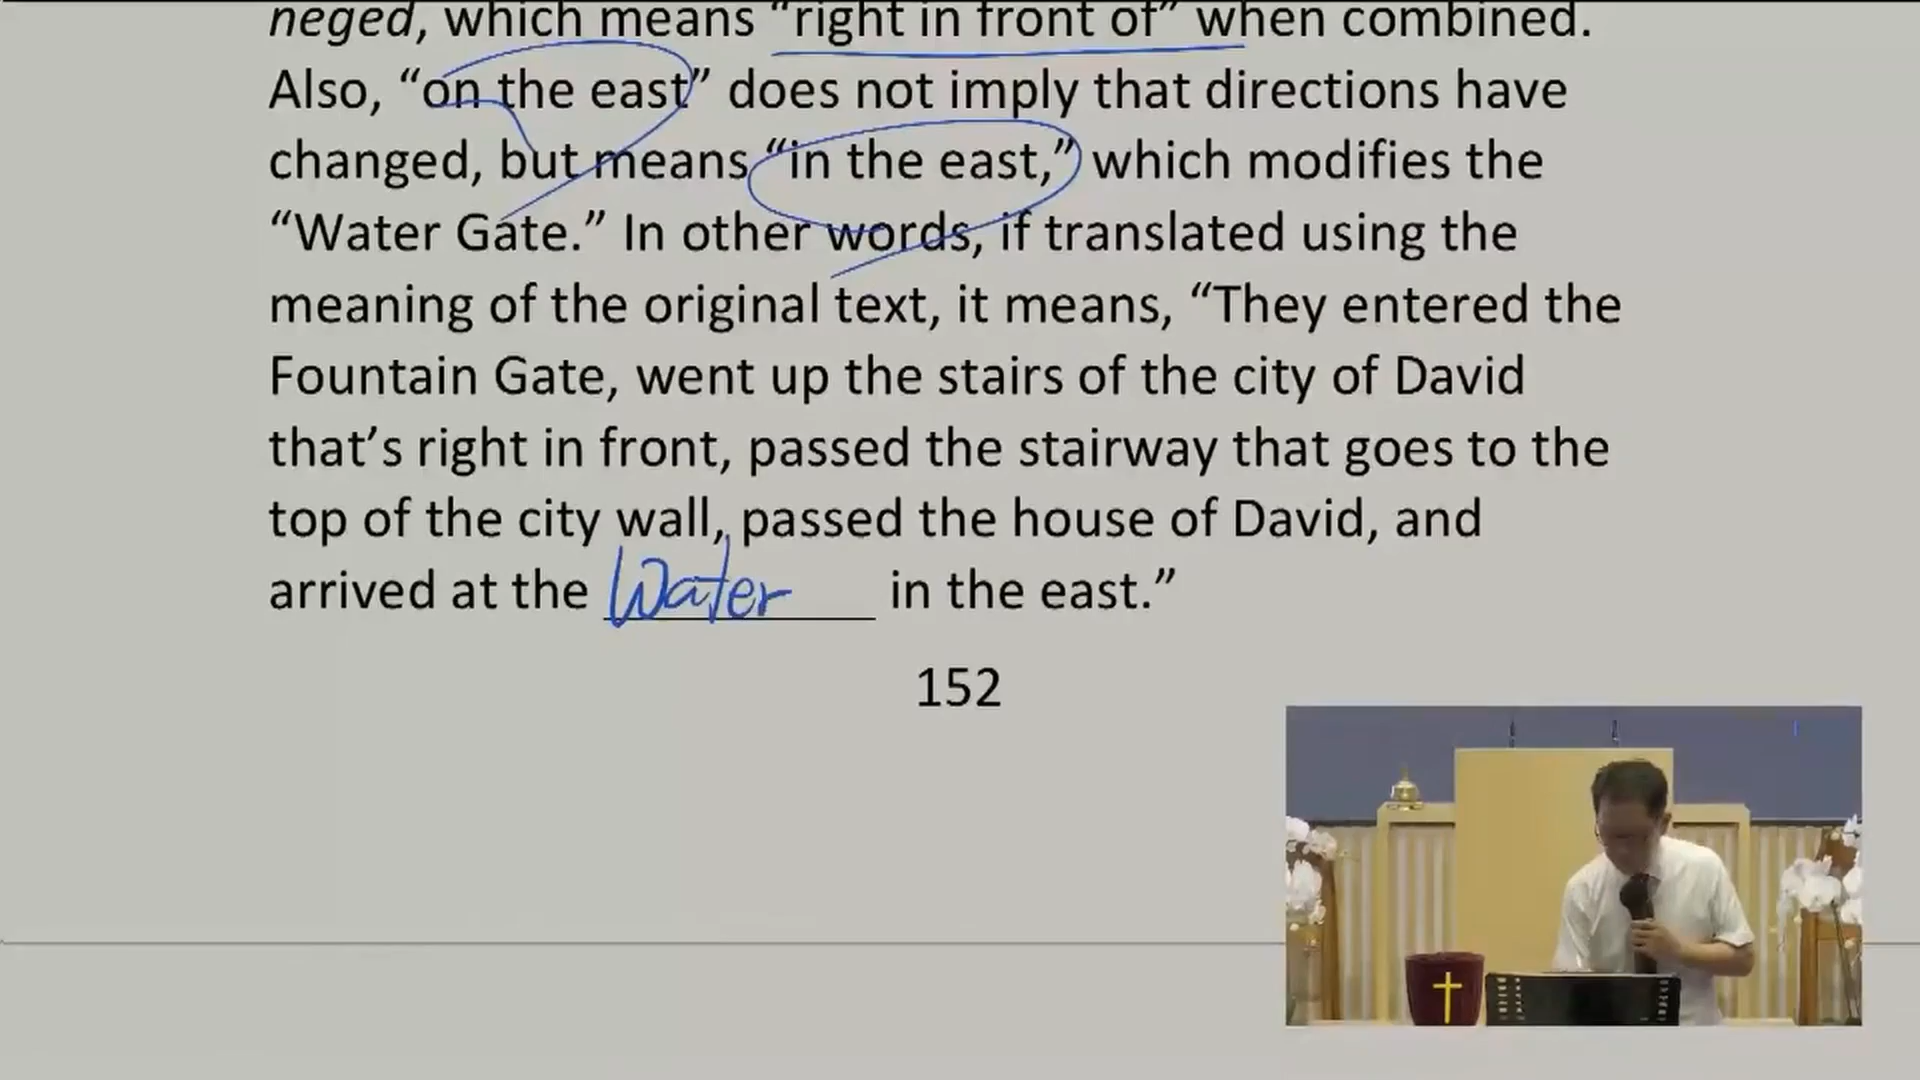 neged, which means “right in front of” when combined.
Also, “on the east” does not imply that directions have
changed, but means “in the east,” which modifies the
“Water Gate.” In other words, if translated using the
meaning of the original text, it means, “They entered the
Fountain Gate, went up the stairs of the city of David
that’s right in front, passed the stairway that goes to the
top of the city wall, passed the house of David, and
arrived at the Water in the east.”
152